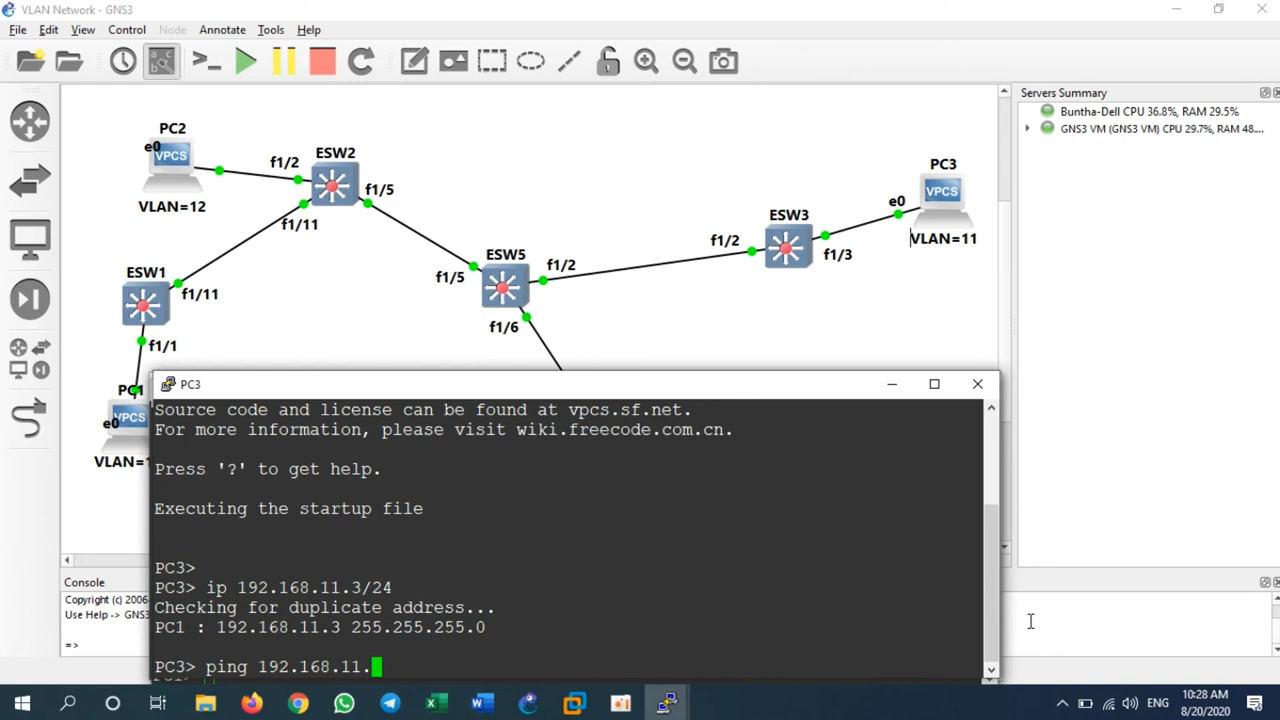 VLAN Network - GNS3
File Edit View Control Node Annotate Tools Help
Servers Summary
Buntha-Dell CPU 36.8%, RAM 29.5%
GNS3 VM (GNS3 VM) CPU 29.7%, RAM 48....
PC2
e0
VPCS
VLAN=12
f1/2
ESW2
f1/5
f1/11
ESW1
f1/11
f1/1
PC1
VPCS
e0
ESW5
f1/5
f1/2
f1/6
ESW3
f1/2
f1/3
PC3
e0
VPCS
VLAN=11
VLAN=1
PC3
Source code and license can be found at vpcs.sf.net.
For more information, please visit wiki.freecode.com.cn.
Press '?' to get help.
Executing the startup file
PC3>
PC3> ip 192.168.11.3/24
Checking for duplicate address...
PC1 : 192.168.11.3 255.255.255.0
PC3> ping 192.168.11.
Console
Copyright (c) 2006
Use Help -> GNS3
=>
ENG
10:28 AM
8/20/2020